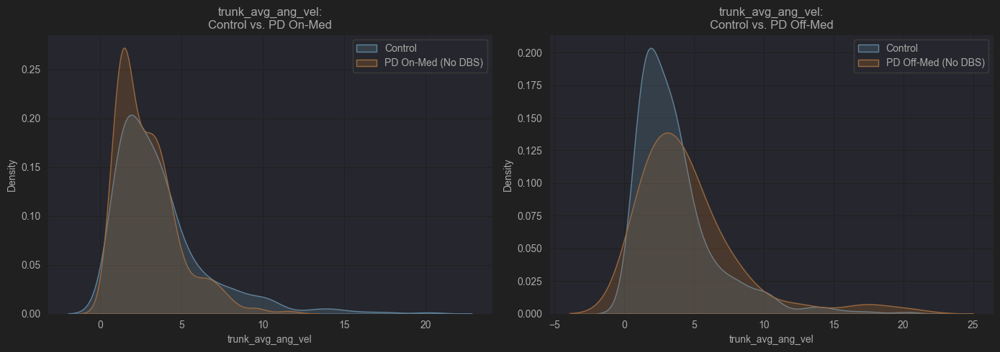 trunk_avg_ang_vel:
Control vs. PD On-Med
Control
PD On-Med (No DBS)
Density
0.25
0.20
0.15
0.10
0.05
0.00
0
5
10
15
20
trunk_avg_ang_vel
trunk_avg_ang_vel:
Control vs. PD Off-Med
Control
PD Off-Med (No DBS)
Density
0.200
0.175
0.150
0.125
0.100
0.075
0.050
0.025
0.000
−5
0
5
10
15
20
25
trunk_avg_ang_vel